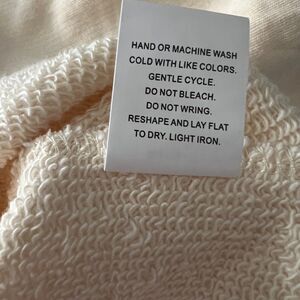 HAND OR MACHINE WASH
COLD WITH LIKE COLORS.
GENTLE CYCLE.
DO NOT BLEACH.
DO NOT WRING.
RESHAPE AND LAY FLAT
TO DRY. LIGHT IRON.